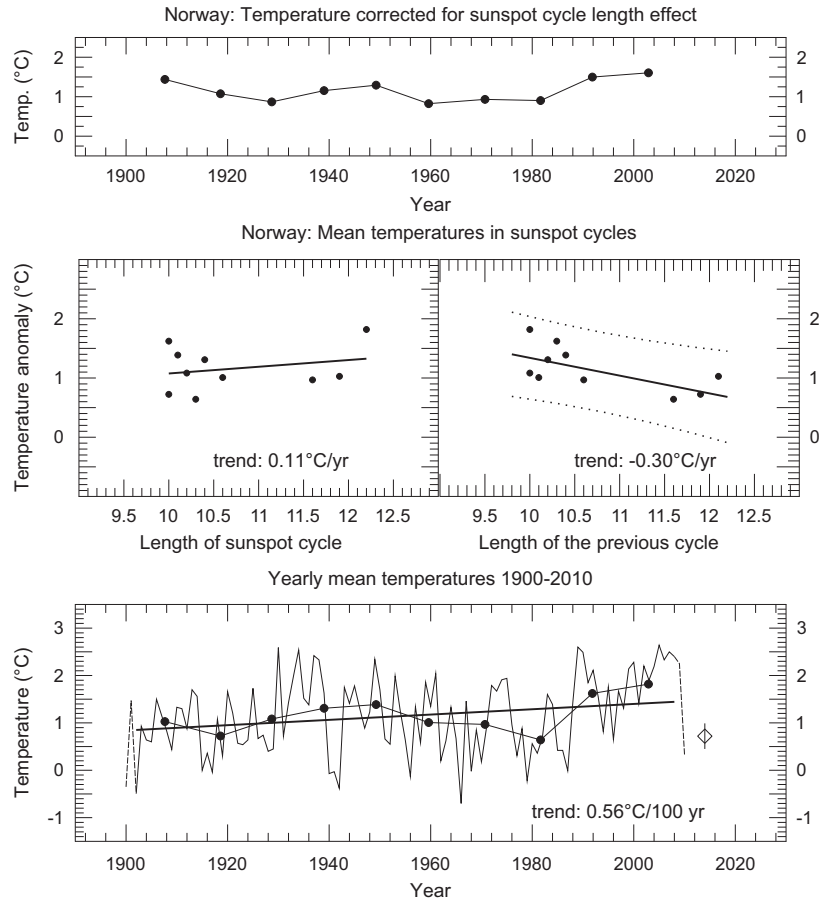 Norway: Temperature corrected for sunspot cycle length effect
Temp. (°C)
2
1
0
2
1
0
1900 1920 1940 1960 1980 2000 2020
Year
Norway: Mean temperatures in sunspot cycles
Temperature anomaly (°C)
2
1
0
2
1
0
trend: 0.11°C/yr
trend: -0.30°C/yr
9.5 10 10.5 11 11.5 12 12.5
9.5 10 10.5 11 11.5 12 12.5
Length of sunspot cycle
Length of the previous cycle
Yearly mean temperatures 1900-2010
Temperature (°C)
3
2
1
0
-1
3
2
1
0
-1
trend: 0.56°C/100 yr
1900 1920 1940 1960 1980 2000 2020
Year